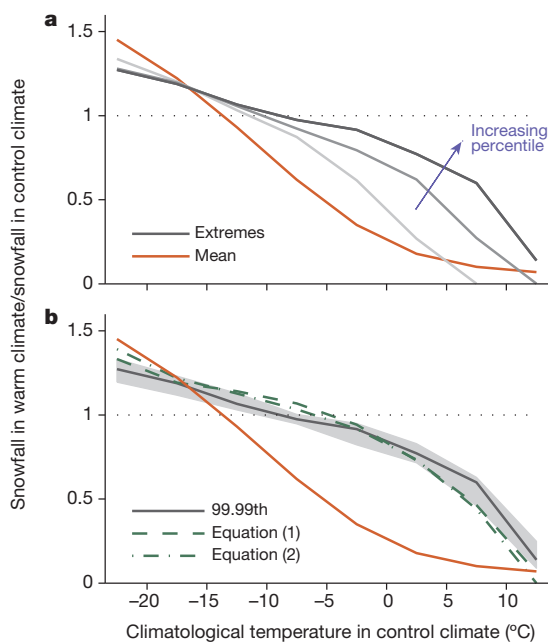 a
Snowfall in warm climate/snowfall in control climate
1.5
1
0.5
0
Increasing
percentile
Extremes
Mean
b
1.5
1
0.5
0
99.99th
Equation (1)
Equation (2)
−20 −15 −10 −5 0 5 10
Climatological temperature in control climate (ºC)